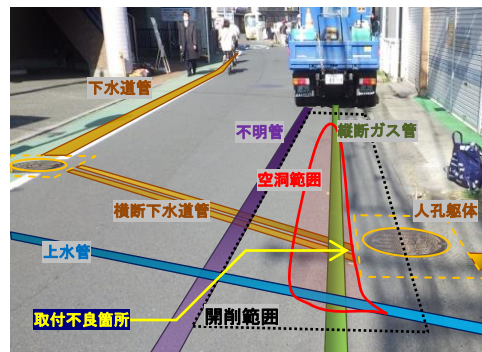 下水道管
不明管
縦断ガス管
空洞範囲
横断下水道管
人孔躯体
上水管
取付不良箇所
開削範囲